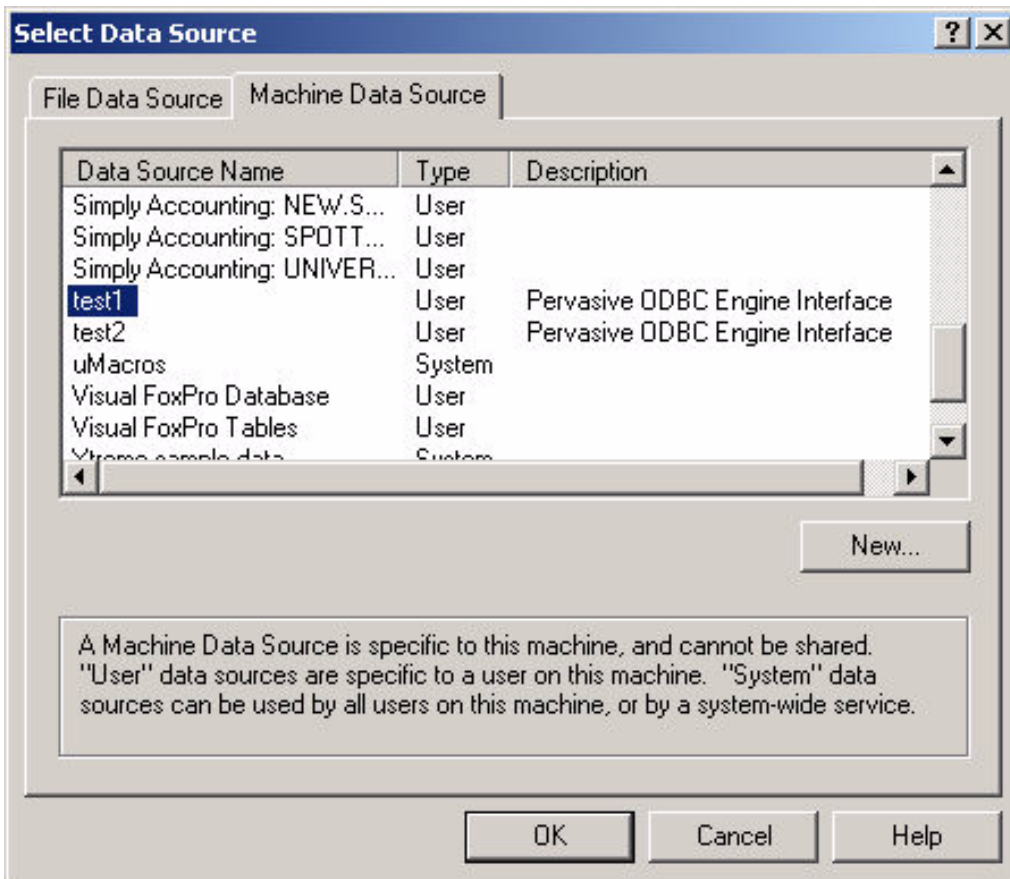 Select Data Source
File Data Source Machine Data Source
Data Source Name Type Description
Simply Accounting: NEW.S... User
Simply Accounting: SPOTT... User
Simply Accounting: UNIVER... User
test1 User Pervasive ODBC Engine Interface
test2 User Pervasive ODBC Engine Interface
uMacros System
Visual FoxPro Database User
Visual FoxPro Tables User
Xtreme sample data System
New...
A Machine Data Source is specific to this machine, and cannot be shared.
"User" data sources are specific to a user on this machine. "System" data
sources can be used by all users on this machine, or by a system-wide service.
OK Cancel Help